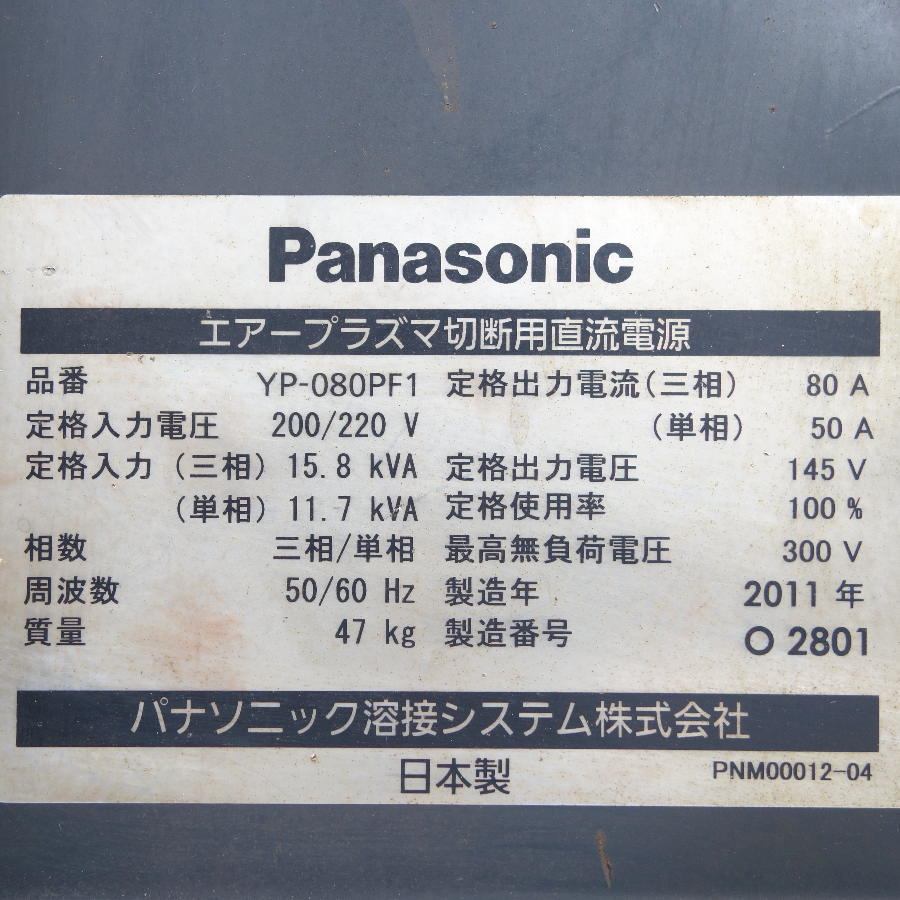 Panasonic
エアープラズマ切断用直流電源
品番 YP-080PF1 定格出力電流(三相) 80 A
定格入力電圧 200/220 V (単相) 50 A
定格入力 (三相) 15.8 kVA 定格出力電圧 145 V
(単相) 11.7 kVA 定格使用率 100 %
相数 三相/単相 最高無負荷電圧 300 V
周波数 50/60 Hz 製造年 2011 年
質量 47 kg 製造番号 O 2801
パナソニック溶接システム株式会社
日本製 PNM00012-04